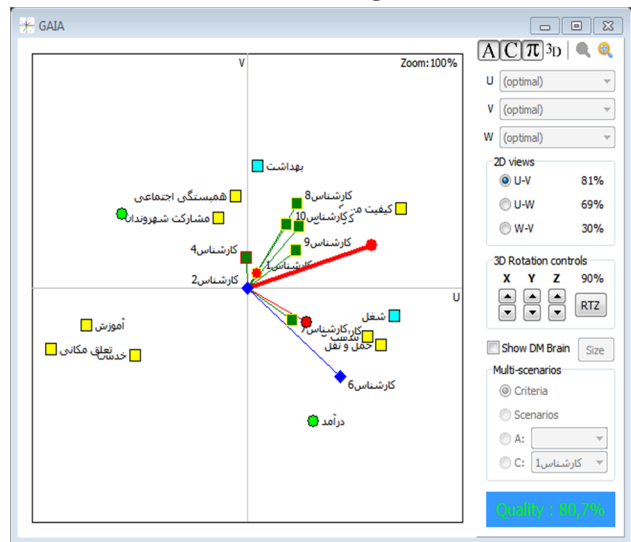 GAIA
A C π 3D
V
Zoom: 100%
U (optimal)
V (optimal)
W (optimal)
بهداشت
همبستگی اجتماعی
مشارکت شهروندان
کارشناس8
کیفیت
کارشناس10
کارشناس9
کارشناس4
کارشناس1
کارشناس2
U
شغل
آموزش
تعلق مکانی
کارشناس7
حمل و نقل
کارشناس6
درآمد
2D views
U-V 81%
U-W 69%
W-V 30%
3D Rotation controls
X Y Z 90%
RTZ
Show DM Brain Size
Multi-scenarios
Criteria
Scenarios
A:
C: کارشناس1
Quality : 80,7%